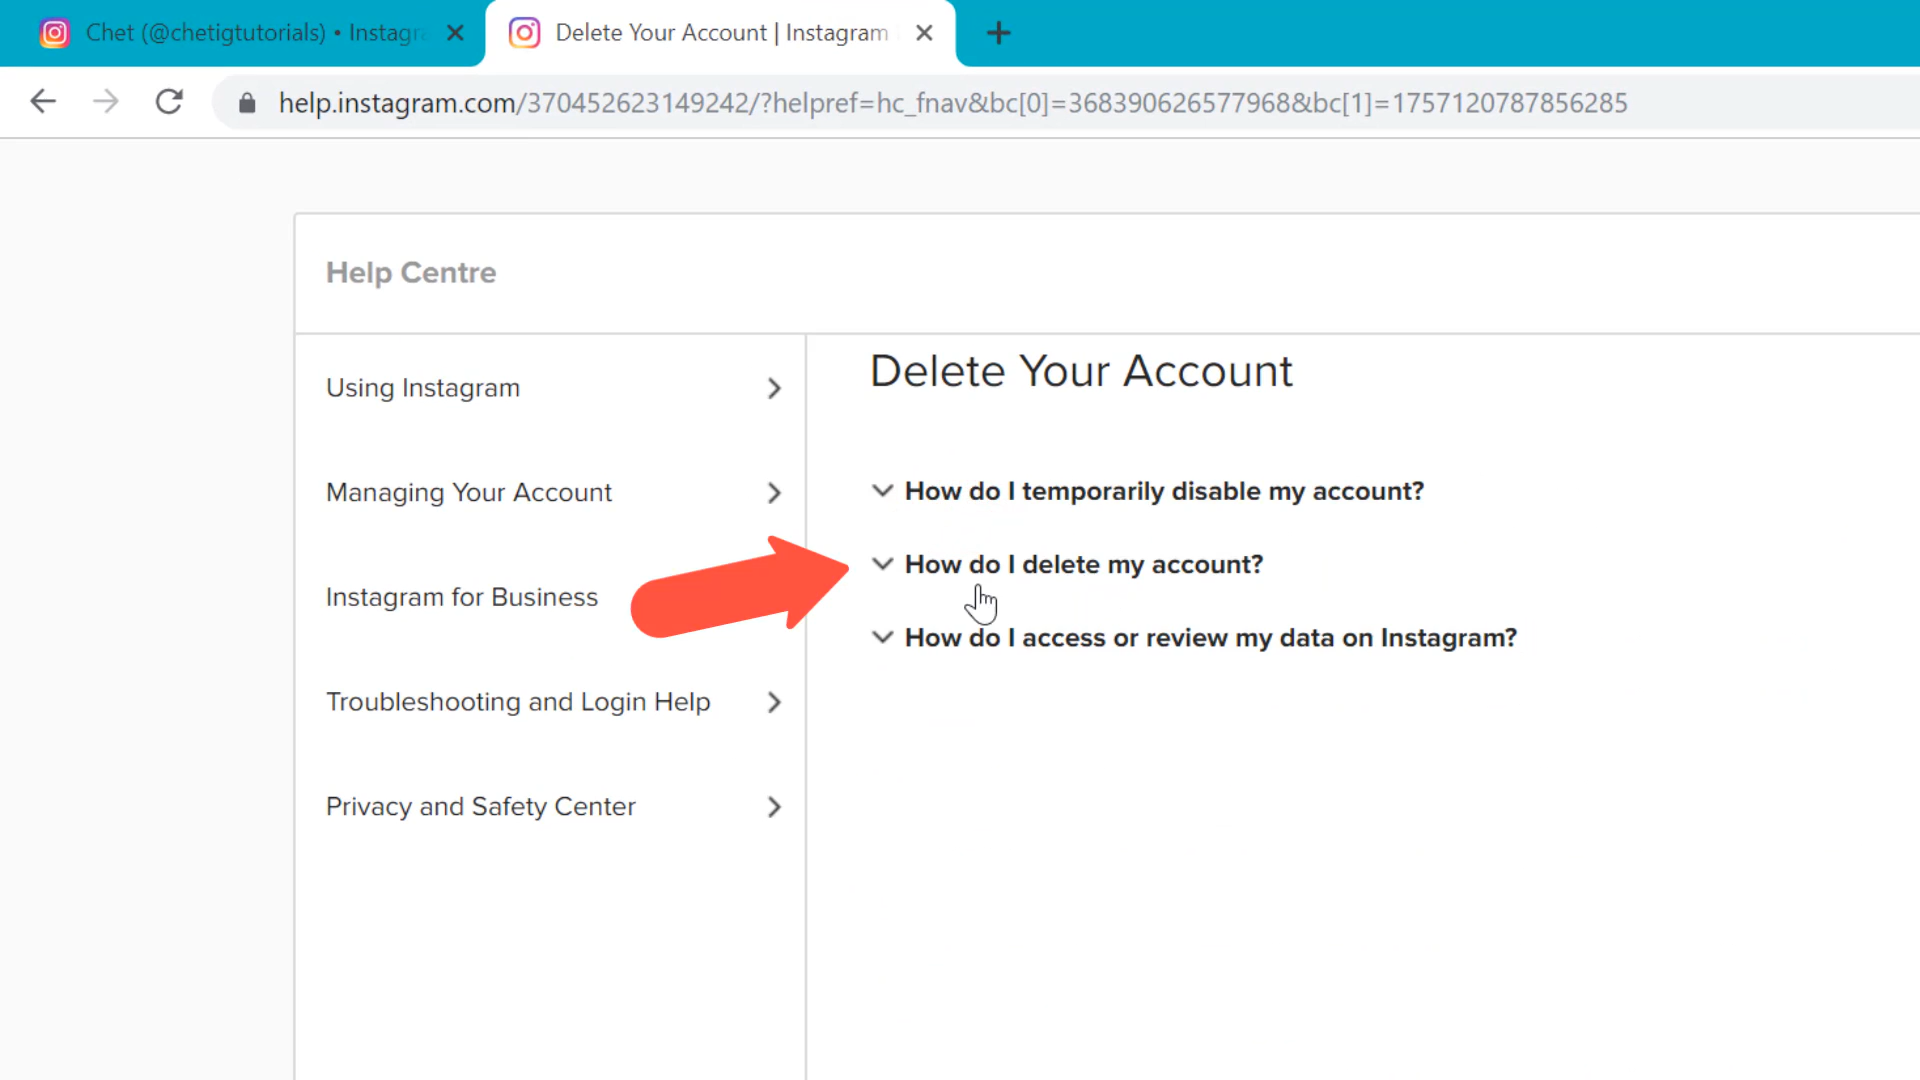 Chet (@chetigtutorials) • Instagr
Delete Your Account | Instagram
help.instagram.com/370452623149242/?helpref=hc_fnav&bc[0]=368390626577968&bc[1]=1757120787856285
Help Centre
Using Instagram
Managing Your Account
Instagram for Business
Troubleshooting and Login Help
Privacy and Safety Center
Delete Your Account
How do I temporarily disable my account?
How do I delete my account?
How do I access or review my data on Instagram?